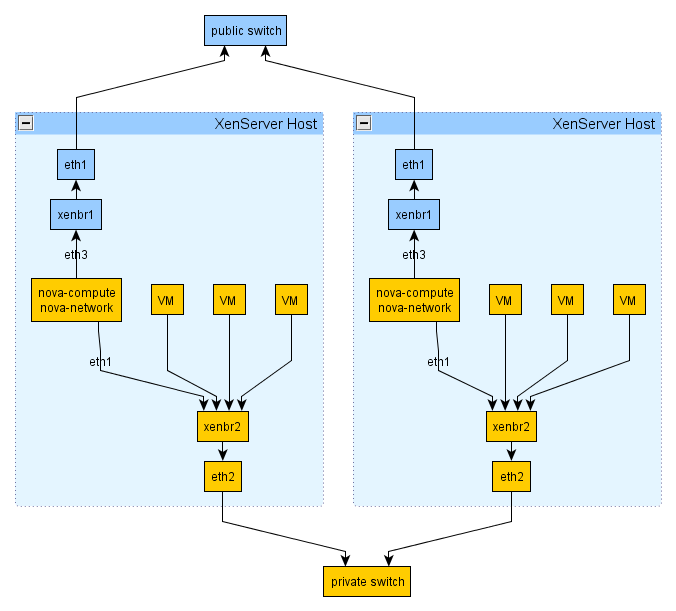 public switch
XenServer Host
XenServer Host
eth1
eth1
xenbr1
xenbr1
eth3
eth3
nova-compute
nova-network
VM
VM
VM
nova-compute
nova-network
VM
VM
VM
eth1
eth1
xenbr2
xenbr2
eth2
eth2
private switch